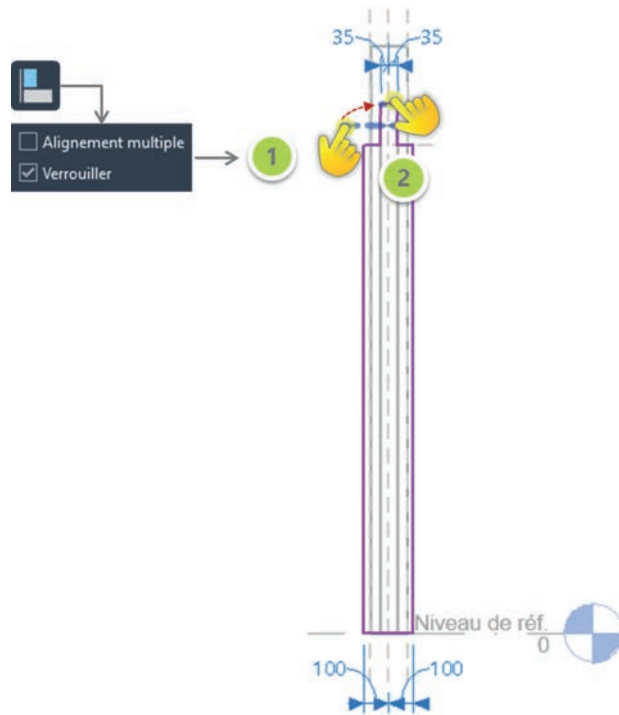 35 35
Alignement multiple
Verrouiller
1
2
Niveau de réf.
0
100 100